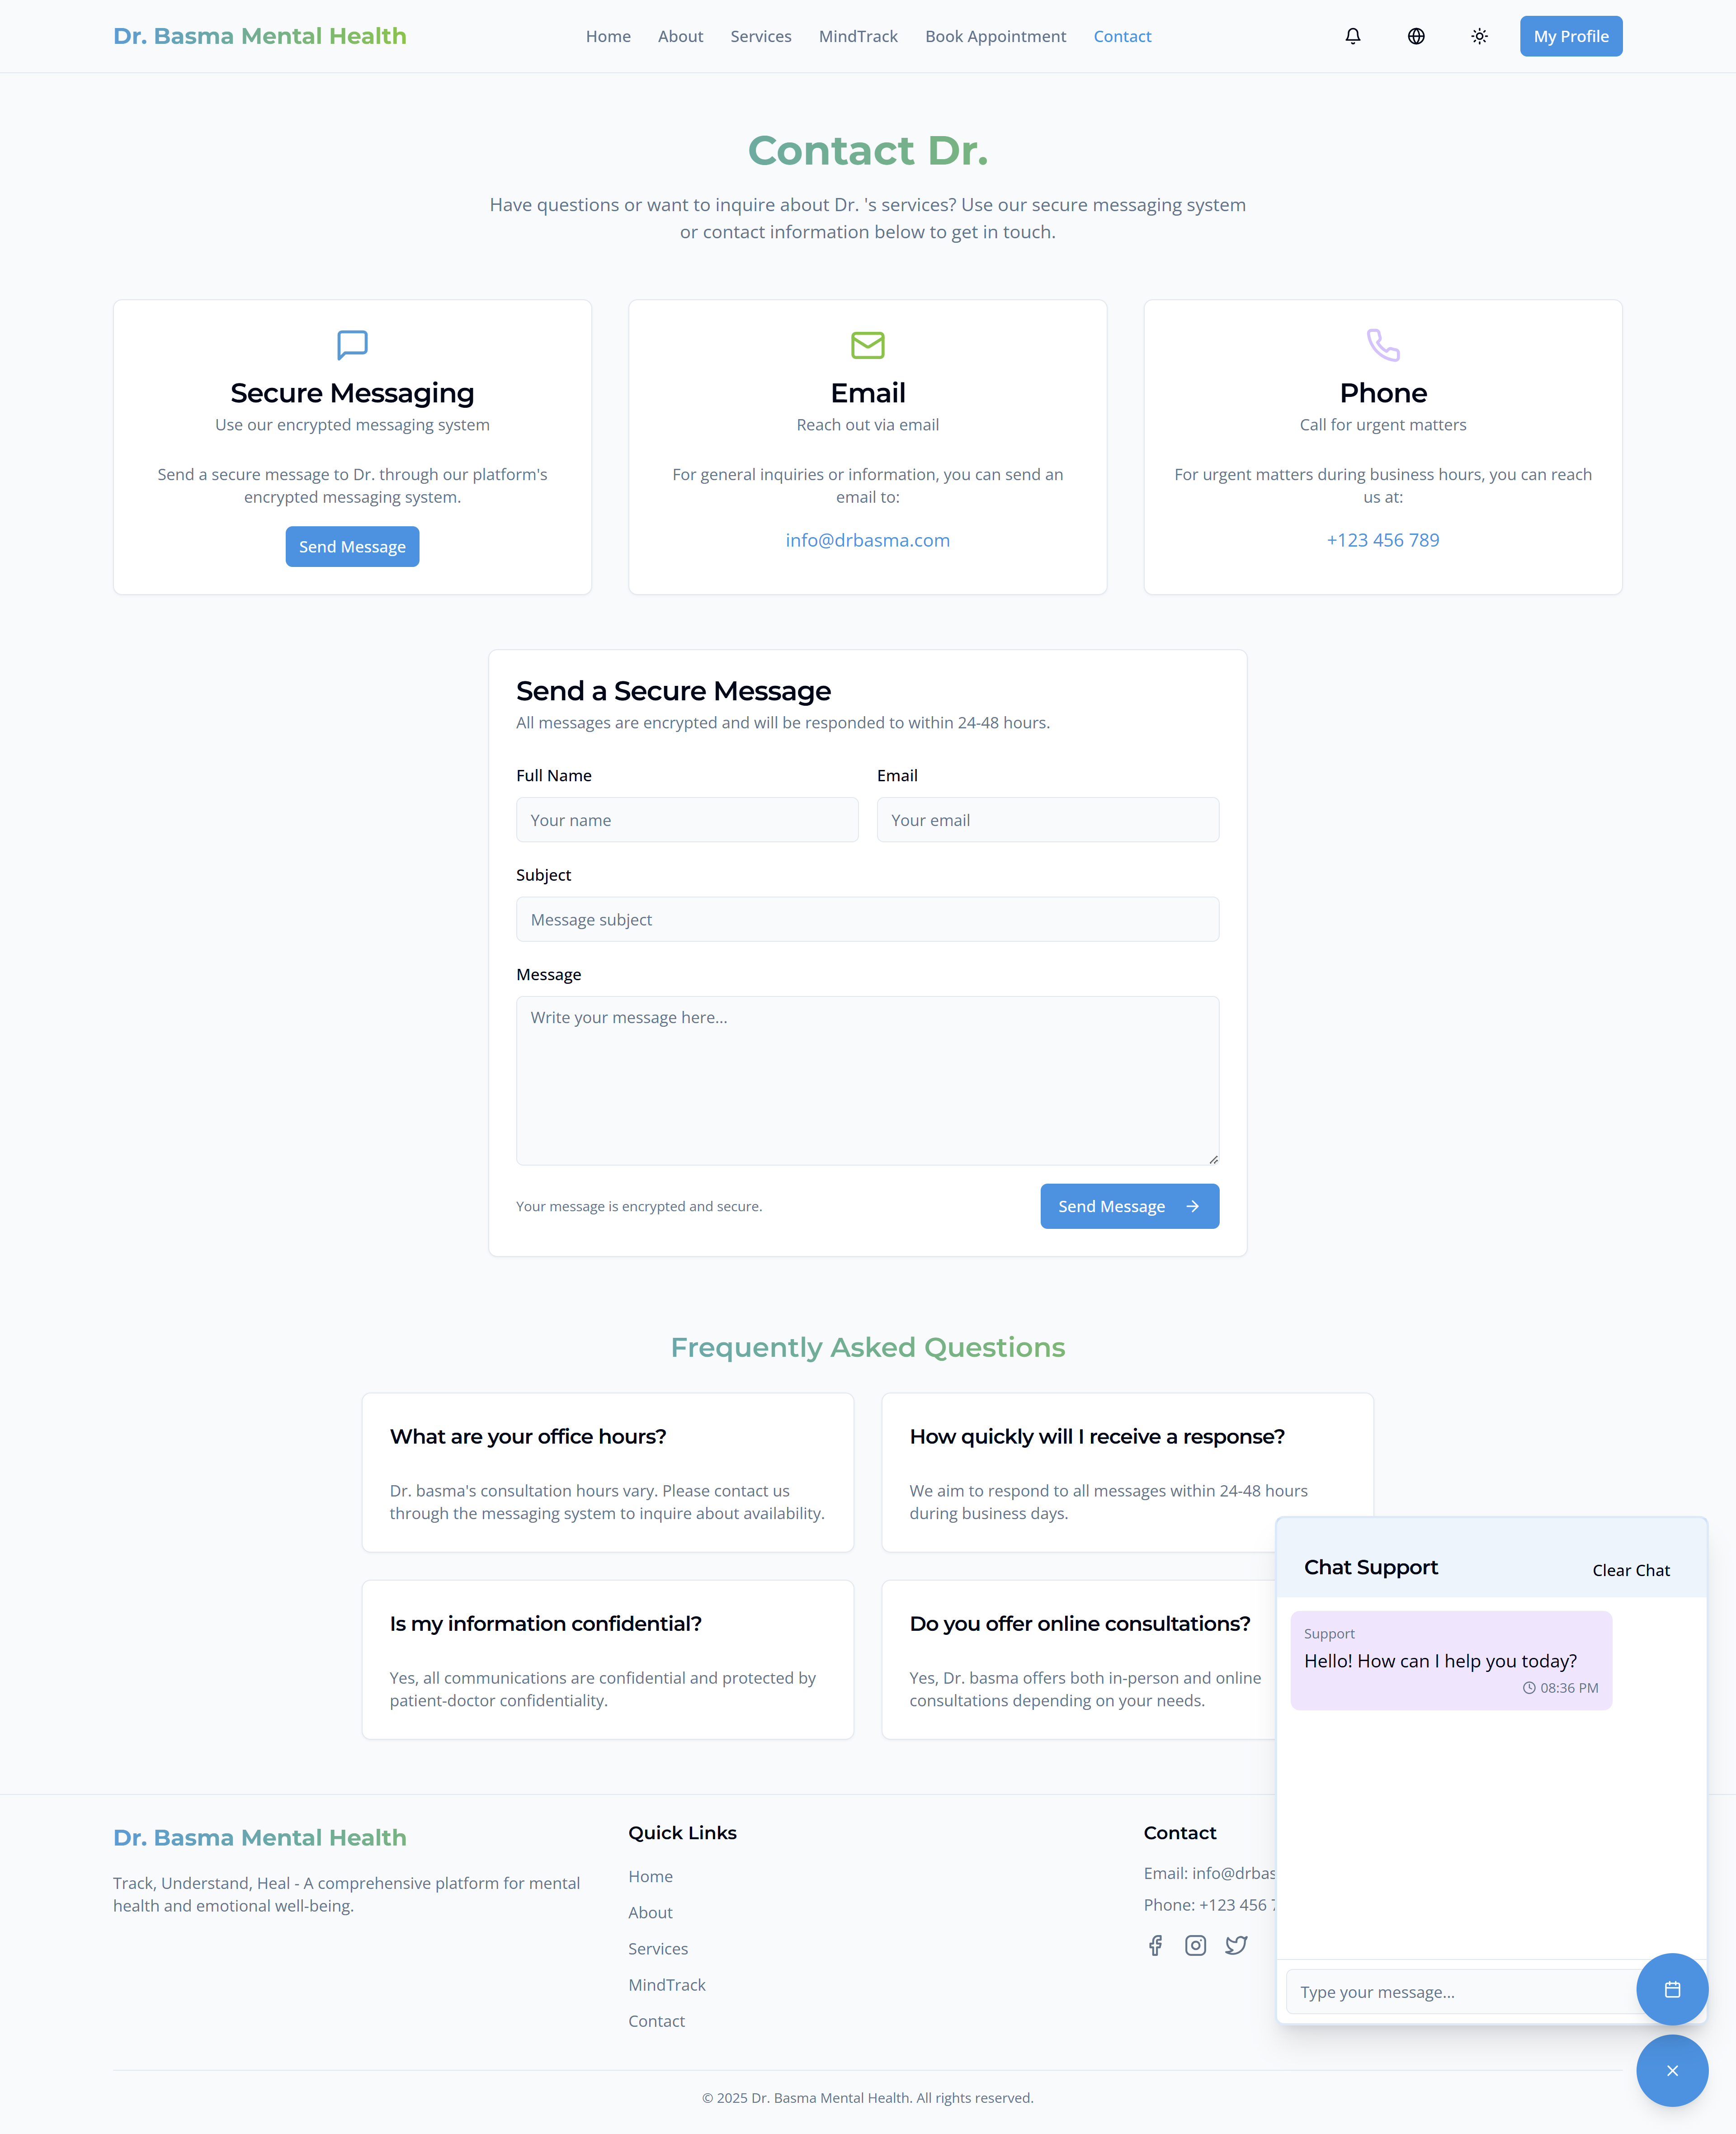 Dr. Basma Mental Health
Home
About
Services
MindTrack
Book Appointment
Contact
My Profile
Contact Dr.
Have questions or want to inquire about Dr. 's services? Use our secure messaging system
or contact information below to get in touch.
Secure Messaging
Use our encrypted messaging system
Send a secure message to Dr. through our platform's
encrypted messaging system.
Send Message
Email
Reach out via email
For general inquiries or information, you can send an
email to:
info@drbasma.com
Phone
Call for urgent matters
For urgent matters during business hours, you can reach
us at:
+123 456 789
Send a Secure Message
All messages are encrypted and will be responded to within 24-48 hours.
Full Name
Your name
Email
Your email
Subject
Message subject
Message
Write your message here...
Your message is encrypted and secure.
Send Message
Frequently Asked Questions
What are your office hours?
Dr. basma's consultation hours vary. Please contact us
through the messaging system to inquire about availability.
How quickly will I receive a response?
We aim to respond to all messages within 24-48 hours
during business days.
Is my information confidential?
Yes, all communications are confidential and protected by
patient-doctor confidentiality.
Do you offer online consultations?
Yes, Dr. basma offers both in-person and online
consultations depending on your needs.
Chat Support
Clear Chat
Support
Hello! How can I help you today?
08:36 PM
Type your message...
Dr. Basma Mental Health
Track, Understand, Heal - A comprehensive platform for mental
health and emotional well-being.
Quick Links
Home
About
Services
MindTrack
Contact
Contact
Email: info@drbas
Phone: +123 456
© 2025 Dr. Basma Mental Health. All rights reserved.